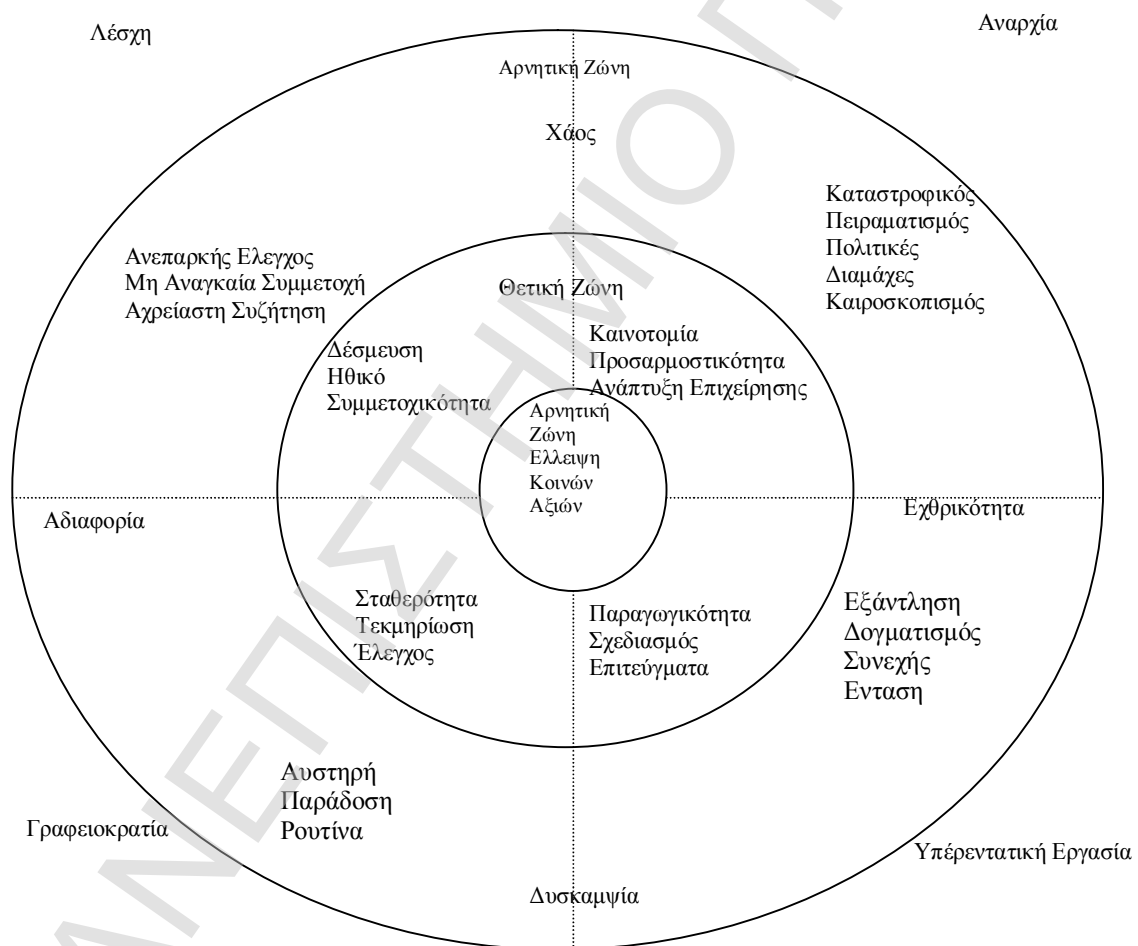 Λέσχη
Αναρχία
Αρνητική Ζώνη
Χάος
Καταστροφικός
Πειραματισμός
Πολιτικές
Διαμάχες
Καιροσκοπισμός
Ανεπαρκής Ελεγχος
Μη Αναγκαία Συμμετοχή
Αχρείαστη Συζήτηση
Θετική Ζώνη
Δέσμευση
Ηθικό
Συμμετοχικότητα
Καινοτομία
Προσαρμοστικότητα
Ανάπτυξη Επιχείρησης
Αρνητική
Ζώνη
Ελλειψη
Κοινών
Αξιών
Αδιαφορία
Εχθρικότητα
Σταθερότητα
Τεκμηρίωση
Έλεγχος
Παραγωγικότητα
Σχεδιασμός
Επιτεύγματα
Εξάντληση
Δογματισμός
Συνεχής
Ενταση
Αυστηρή
Παράδοση
Ρουτίνα
Γραφειοκρατία
Υπέρεντατική Εργασία
Δυσκαμψία
ΑΝΕΠΙΣΤΗΜΙΟ Π